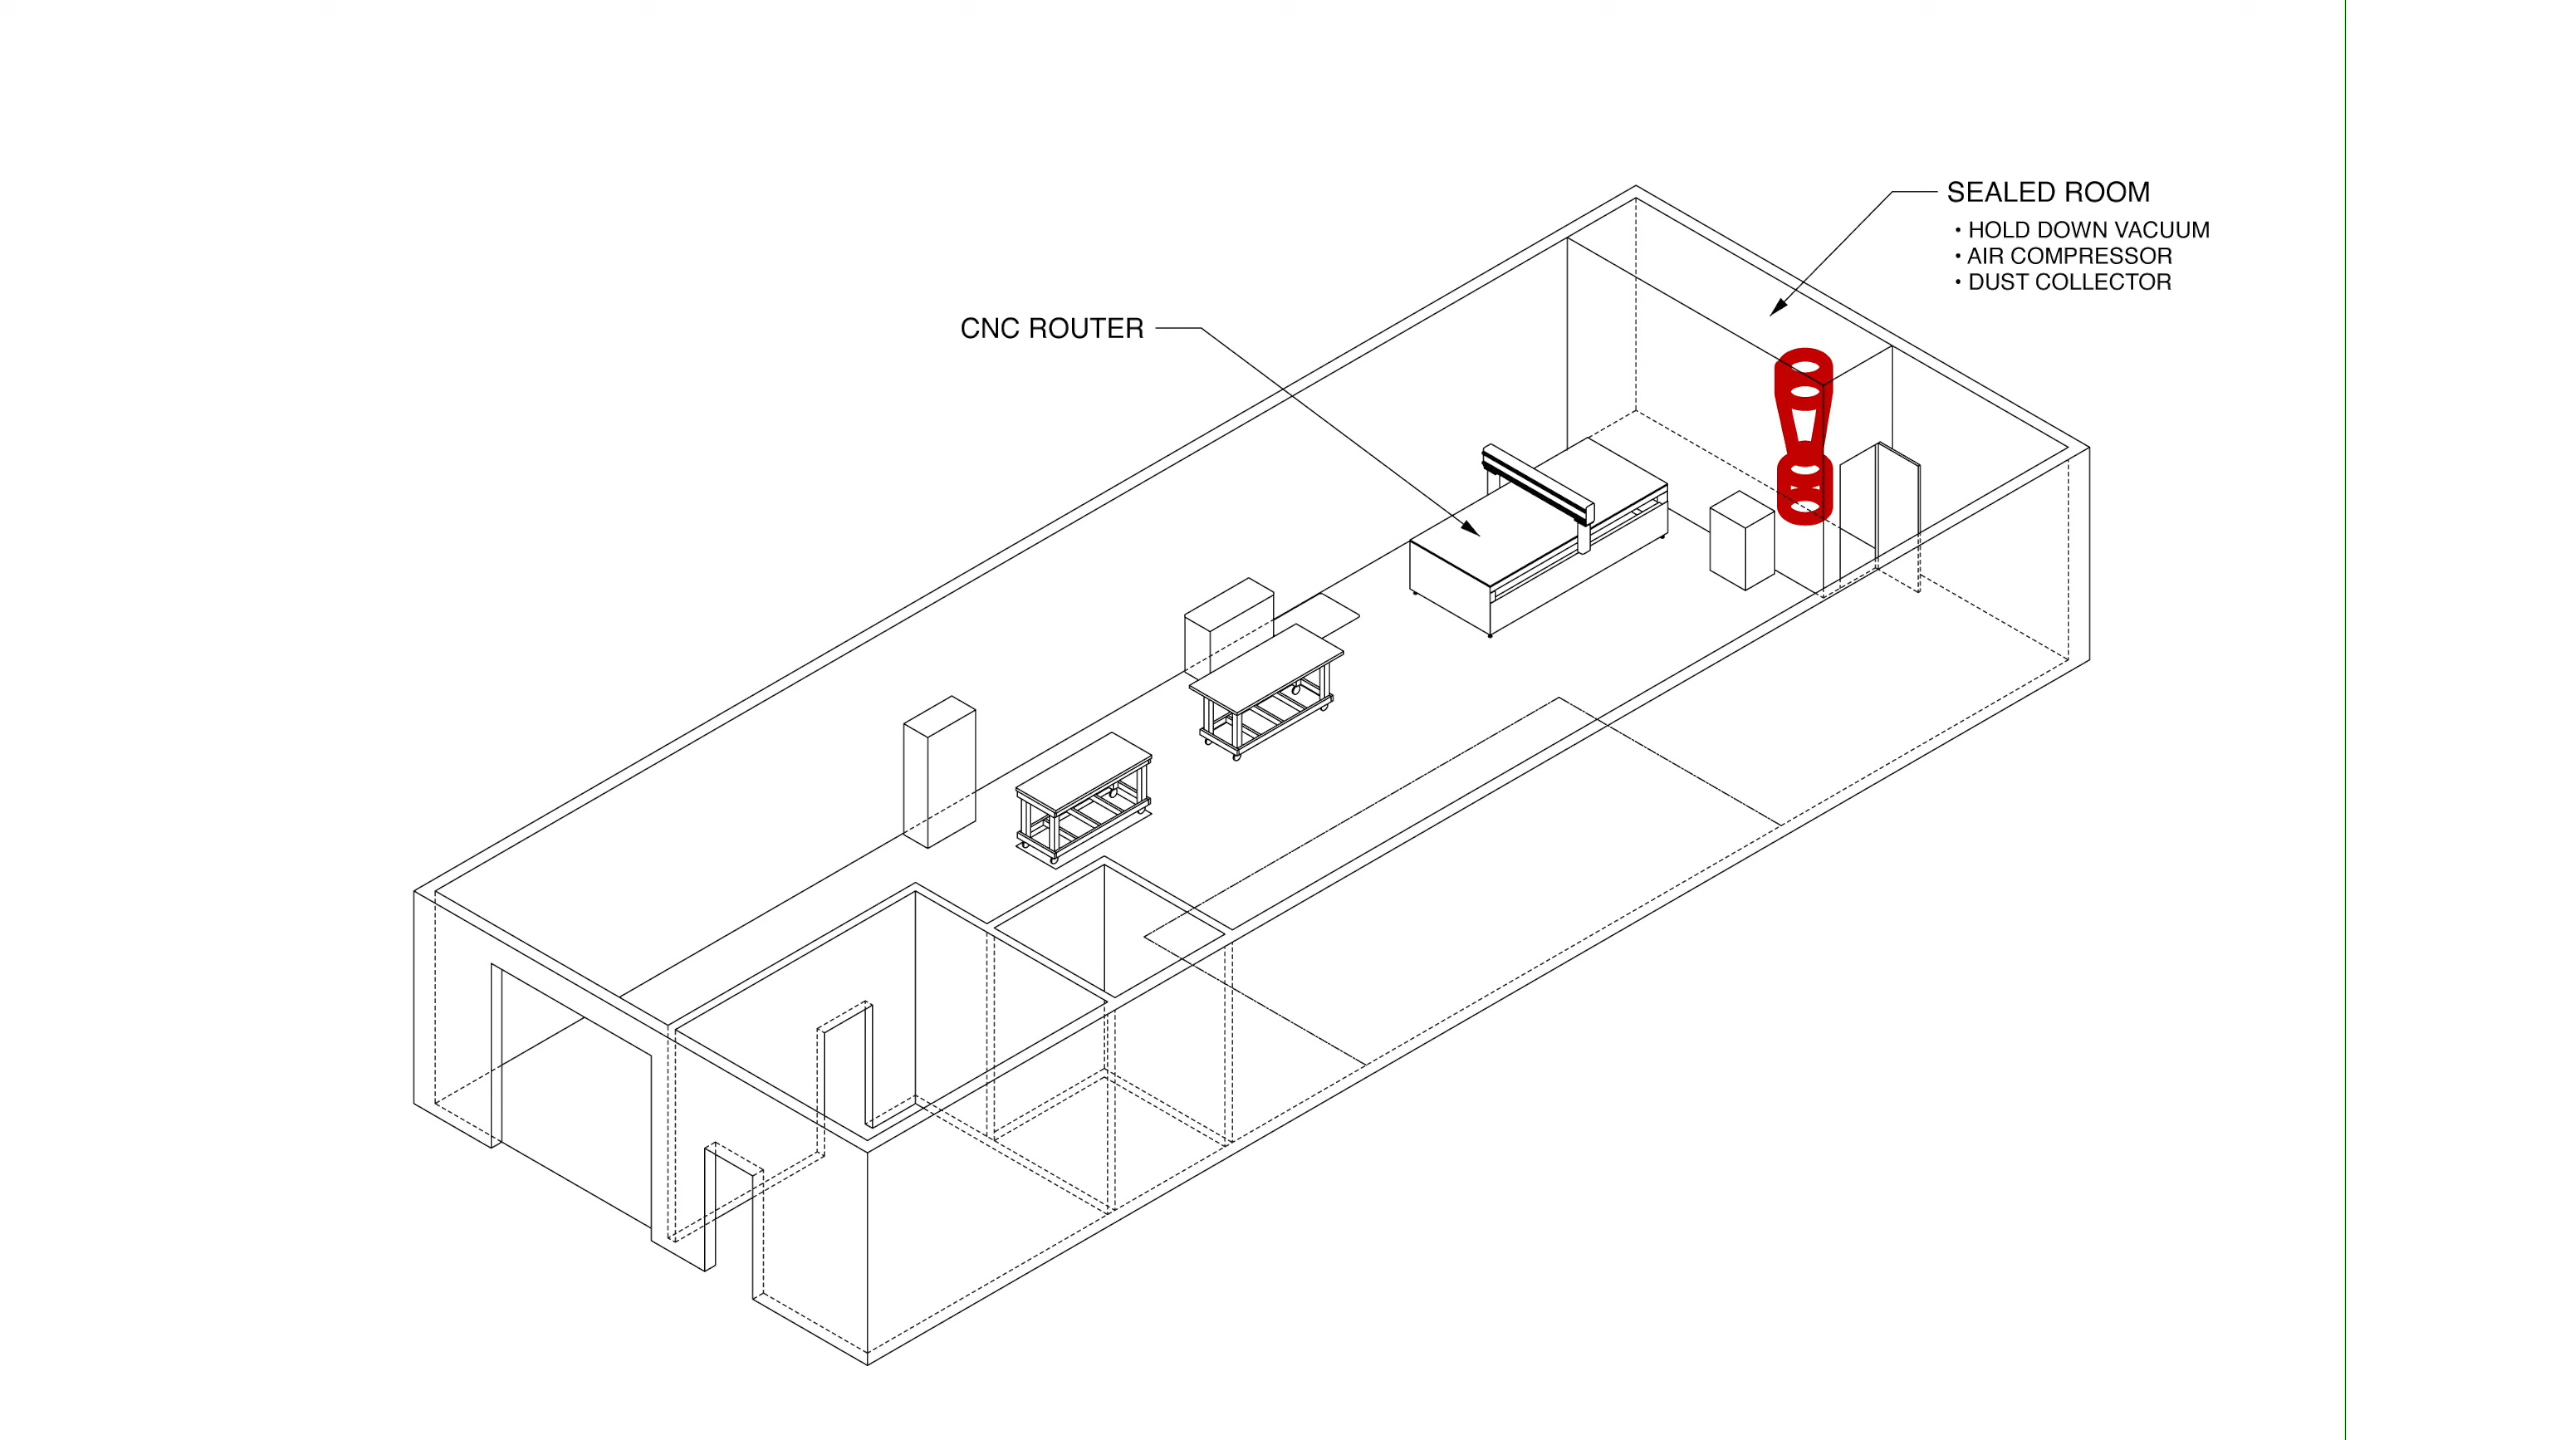 SEALED ROOM
• HOLD DOWN VACUUM
• AIR COMPRESSOR
• DUST COLLECTOR
CNC ROUTER